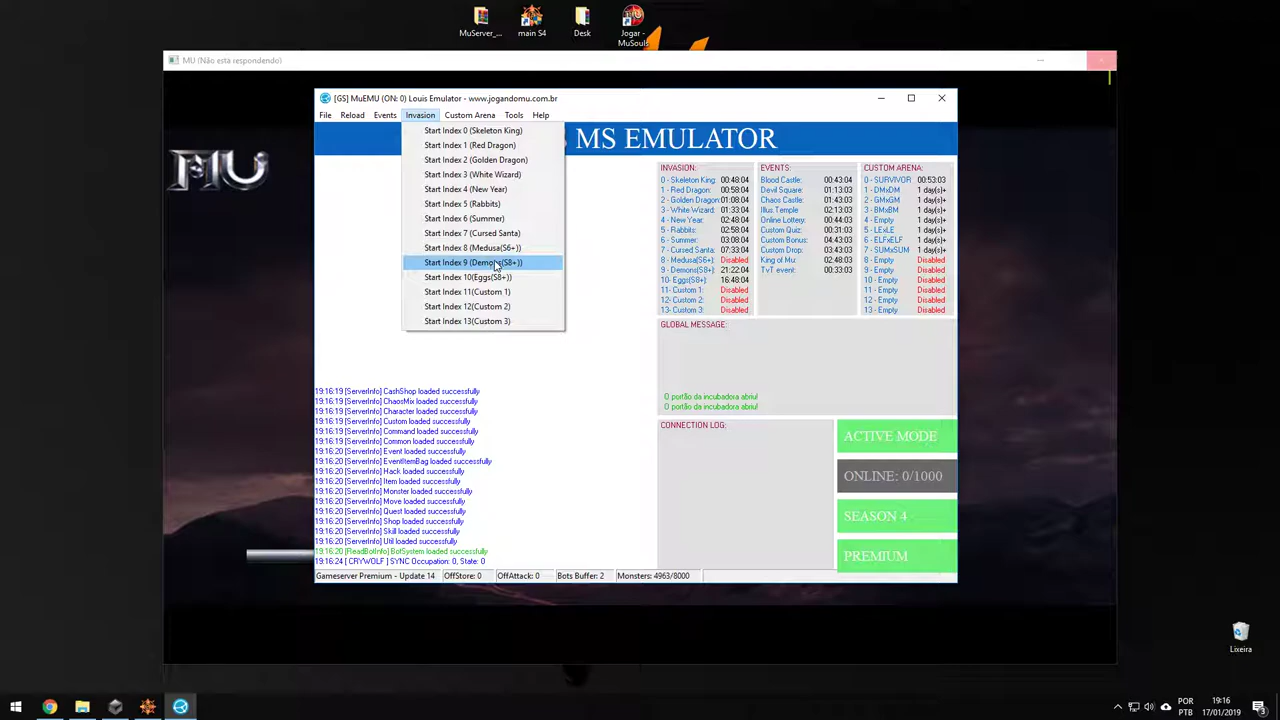 MuServer_...
main S4
Desk
Jogar -
MuSouls
MU (Não está respondendo)
MU
[GS] MuEMU (ON: 0) Louis Emulator - www.jogandomu.com.br
File Reload Events Invasion Custom Arena Tools Help
MS EMULATOR
Start Index 0 (Skeleton King)
Start Index 1 (Red Dragon)
Start Index 2 (Golden Dragon)
Start Index 3 (White Wizard)
Start Index 4 (New Year)
Start Index 5 (Rabbits)
Start Index 6 (Summer)
Start Index 7 (Cursed Santa)
Start Index 8 (Medusa(S6+))
Start Index 9 (Demons(S8+))
Start Index 10(Eggs(S8+))
Start Index 11(Custom 1)
Start Index 12(Custom 2)
Start Index 13(Custom 3)
INVASION:
0 - Skeleton King: 00:48:04
1 - Red Dragon: 00:58:04
2 - Golden Dragon: 01:08:04
3 - White Wizard: 01:33:04
4 - New Year: 02:48:04
5 - Rabbits: 02:58:04
6 - Summer: 03:08:04
7 - Cursed Santa: 07:33:04
8 - Medusa(S6+): Disabled
9 - Demons(S8+): 21:22:04
10- Eggs(S8+): 16:48:04
11- Custom 1: Disabled
12- Custom 2: Disabled
13- Custom 3: Disabled
EVENTS:
Blood Castle: 00:43:04
Devil Square: 01:13:03
Chaos Castle: 01:43:03
Illus.Temple: 02:13:03
Online Lottery: 00:44:03
Custom Quiz: 00:31:03
Custom Bonus: 04:43:03
Custom Drop: 03:43:03
King of Mu: 02:48:03
TvT event: 00:33:03
CUSTOM ARENA:
0 - SURVIVOR 00:53:03
1 - DMxDM 1 day(s)+
2 - GMxGM 1 day(s)+
3 - BMxBM 1 day(s)+
4 - Empty 1 day(s)+
5 - LExLE 1 day(s)+
6 - ELFxELF 1 day(s)+
7 - SUMxSUM 1 day(s)+
8 - Empty Disabled
9 - Empty Disabled
10 - Empty Disabled
11 - Empty Disabled
12 - Empty Disabled
13 - Empty Disabled
GLOBAL MESSAGE:
O portão da incubadora abriu!
O portão da incubadora abriu!
19:16:19 [ServerInfo] CashShop loaded successfully
19:16:19 [ServerInfo] ChaosMix loaded successfully
19:16:19 [ServerInfo] Character loaded successfully
19:16:19 [ServerInfo] Custom loaded successfully
19:16:19 [ServerInfo] Command loaded successfully
19:16:19 [ServerInfo] Common loaded successfully
19:16:20 [ServerInfo] Event loaded successfully
19:16:20 [ServerInfo] EventItemBag loaded successfully
19:16:20 [ServerInfo] Hack loaded successfully
19:16:20 [ServerInfo] Item loaded successfully
19:16:20 [ServerInfo] Monster loaded successfully
19:16:20 [ServerInfo] Move loaded successfully
19:16:20 [ServerInfo] Quest loaded successfully
19:16:20 [ServerInfo] Shop loaded successfully
19:16:20 [ServerInfo] Skill loaded successfully
19:16:20 [ServerInfo] Util loaded successfully
19:16:20 [ReadBotInfo] BotSystem loaded successfully
19:16:24 [ CRYWOLF ] SYNC Occupation: 0, State: 0
CONNECTION LOG:
ACTIVE MODE
ONLINE: 0/1000
SEASON 4
PREMIUM
Gameserver Premium - Update 14 OffStore: 0 OffAttack: 0 Bots Buffer: 2 Monsters: 4963/8000
Lixeira
POR
PTB
19:16
17/01/2019
3